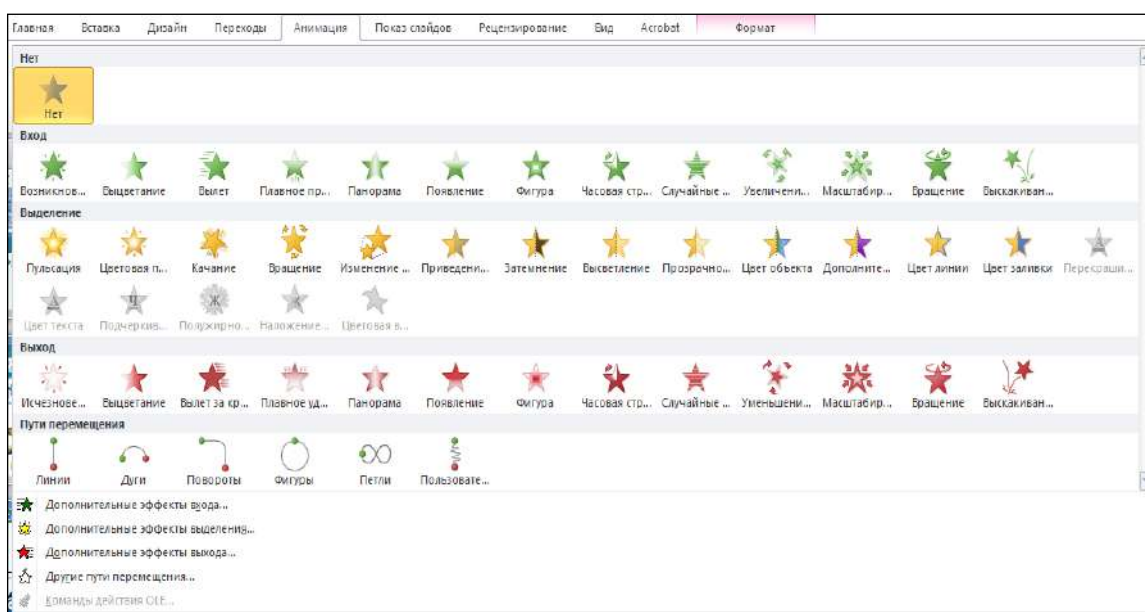 Главная Вставка Дизайн Переходы Анимация Показ слайдов Рецензирование Вид Acrobat Формат
Нет
Нет
Вход
Возникнов... Выцветание Вылет Плавное пр... Панорама Появление Фигура Часовая стр... Случайные ... Увеличени... Масштабир... Вращение Выскакиван...
Выделение
Пульсация Цветовая п... Качание Вращение Изменение ... Приведени... Затемнение Высветление Прозрачно... Цвет объекта Дополните... Цвет линии Цвет заливки Перекраши...
Цвет текста Подчеркив... Полужирно... Наложение... Цветовая в...
Выход
Исчезнове... Выцветание Вылет за кр... Плавное уд... Панорама Появление Фигура Часовая стр... Случайные ... Уменьшени... Масштабир... Вращение Выскакиван...
Пути перемещения
Линии Дуги Повороты Фигуры Петли Пользовате...
Дополнительные эффекты входа...
Дополнительные эффекты выделения...
Дополнительные эффекты выхода...
Другие пути перемещения...
Команды действия OLE...